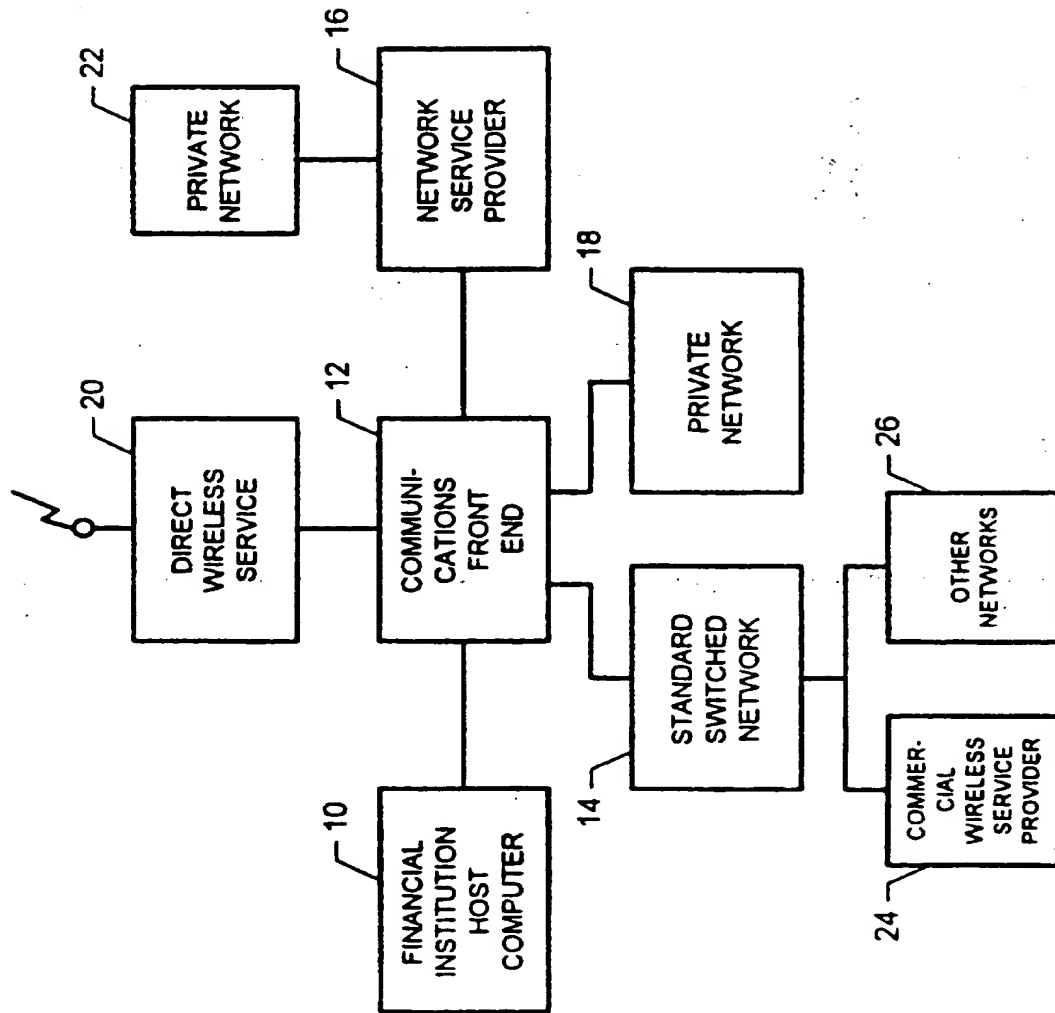 20
DIRECT
WIRELESS
SERVICE
22
PRIVATE
NETWORK
10
FINANCIAL
INSTITUTION
HOST
COMPUTER
12
COMMUNI-
CATIONS
FRONT
END
16
NETWORK
SERVICE
PROVIDER
14
STANDARD
SWITCHED
NETWORK
18
PRIVATE
NETWORK
24
COMMER-
CIAL
WIRELESS
SERVICE
PROVIDER
26
OTHER
NETWORKS